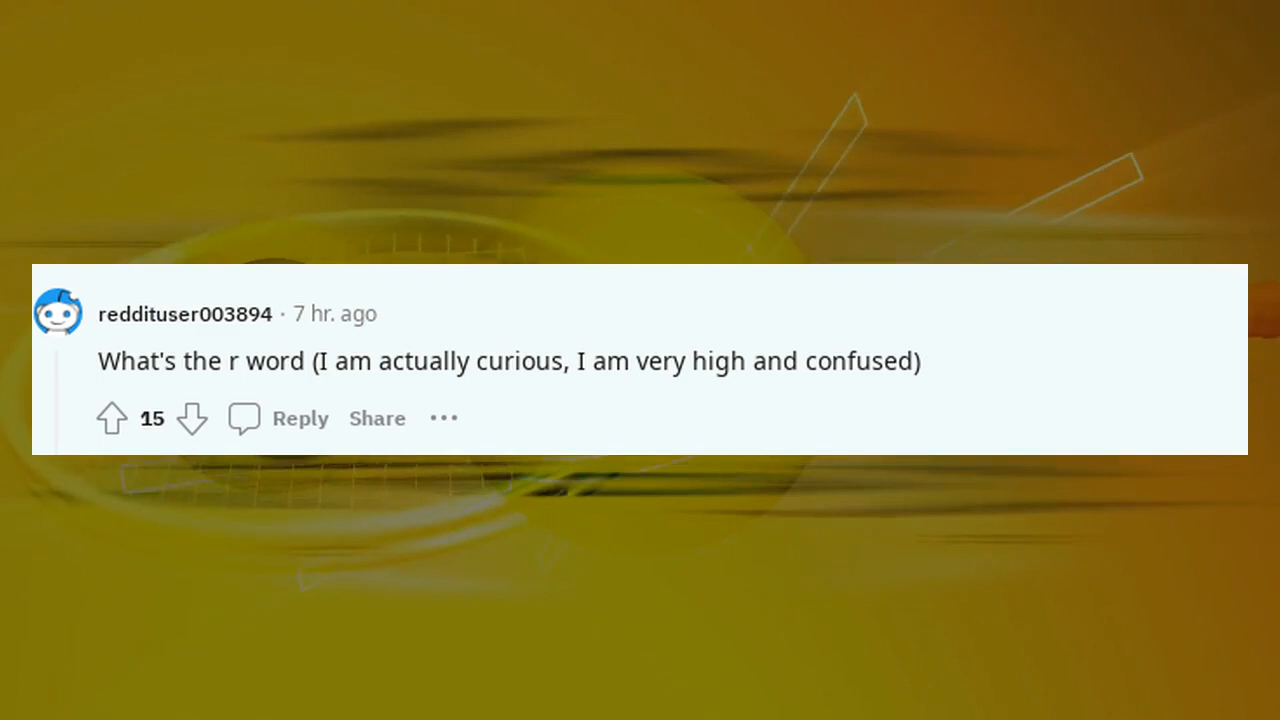 reddituser003894 · 7 hr. ago
What's the r word (I am actually curious, I am very high and confused)
15 Reply Share ···